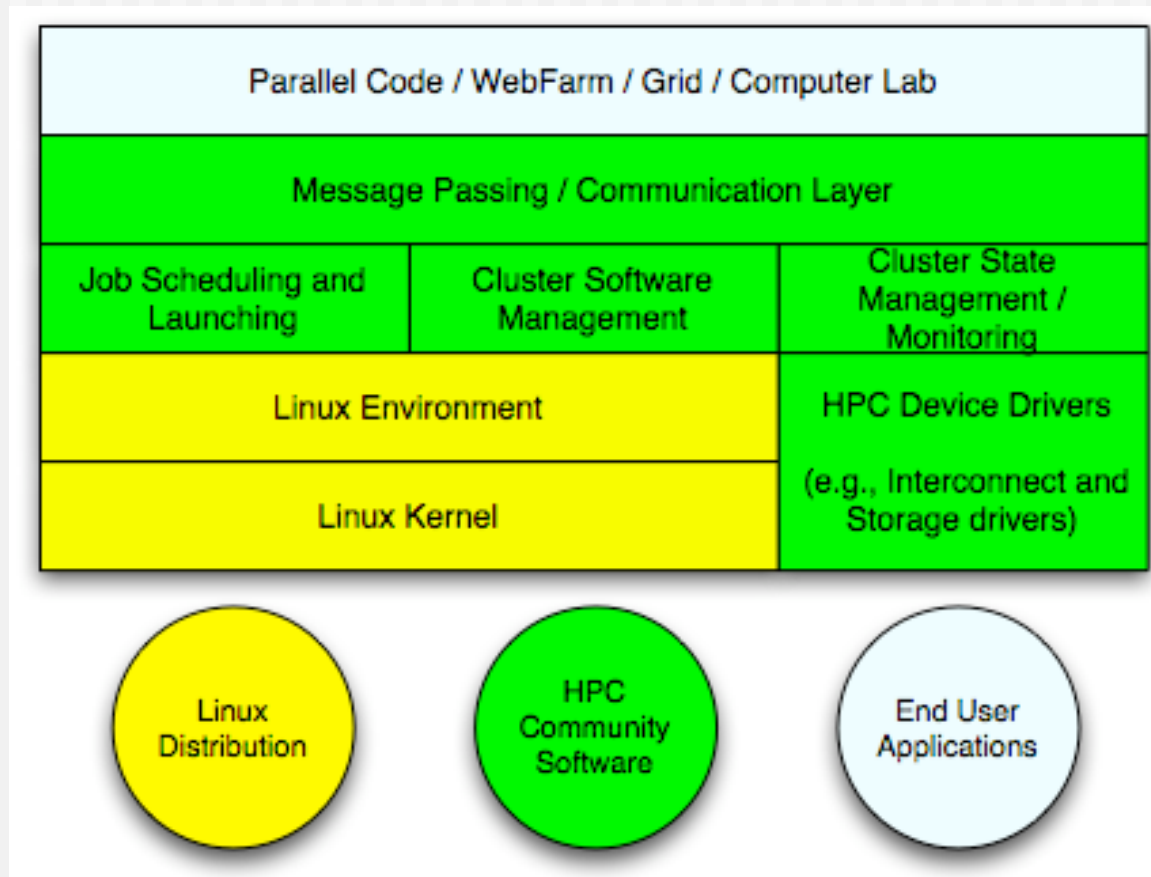 Parallel Code / WebFarm / Grid / Computer Lab
Message Passing / Communication Layer
Job Scheduling and
Launching
Cluster Software
Management
Cluster State
Management /
Monitoring
Linux Environment
Linux Kernel
HPC Device Drivers
(e.g., Interconnect and
Storage drivers)
Linux
Distribution
HPC
Community
Software
End User
Applications